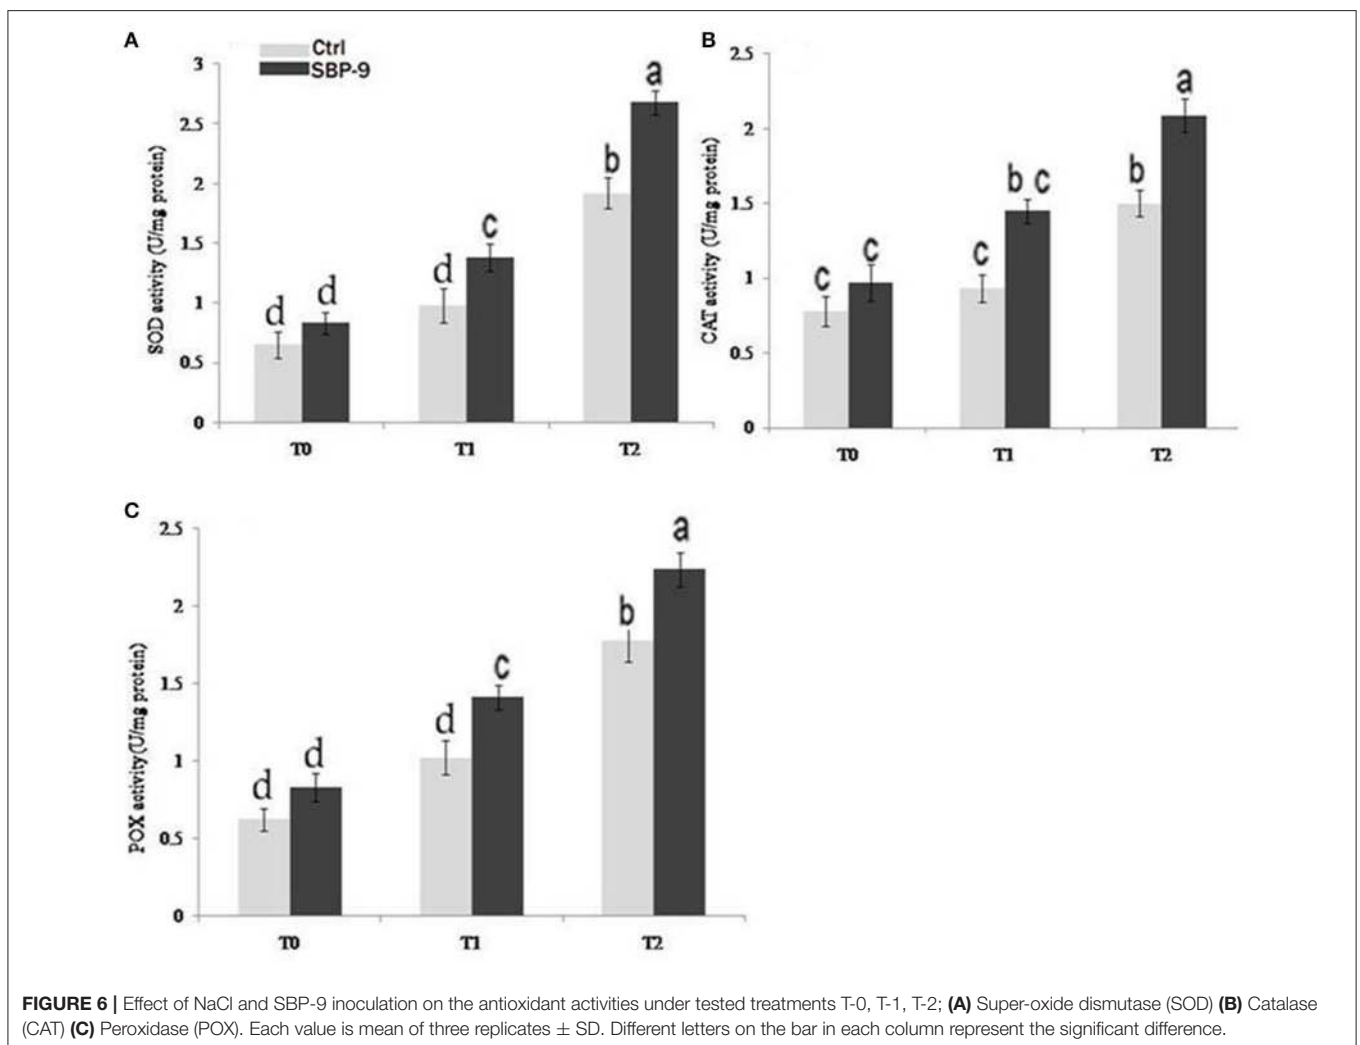 A
Ctrl
SBP-9
SOD activity (U/mg protein)
3
2.5
2
1.5
1
0.5
0
d
d
d
c
b
a
T0
T1
T2
B
CAT activity (U/mg protein)
2.5
2
1.5
1
0.5
0
c
c
c
b c
b
a
T0
T1
T2
C
POX activity (U/mg protein)
2.5
2
1.5
1
0.5
0
d
d
d
c
b
a
T0
T1
T2
FIGURE 6 | Effect of NaCl and SBP-9 inoculation on the antioxidant activities under tested treatments T-0, T-1, T-2; (A) Super-oxide dismutase (SOD) (B) Catalase
(CAT) (C) Peroxidase (POX). Each value is mean of three replicates ± SD. Different letters on the bar in each column represent the significant difference.